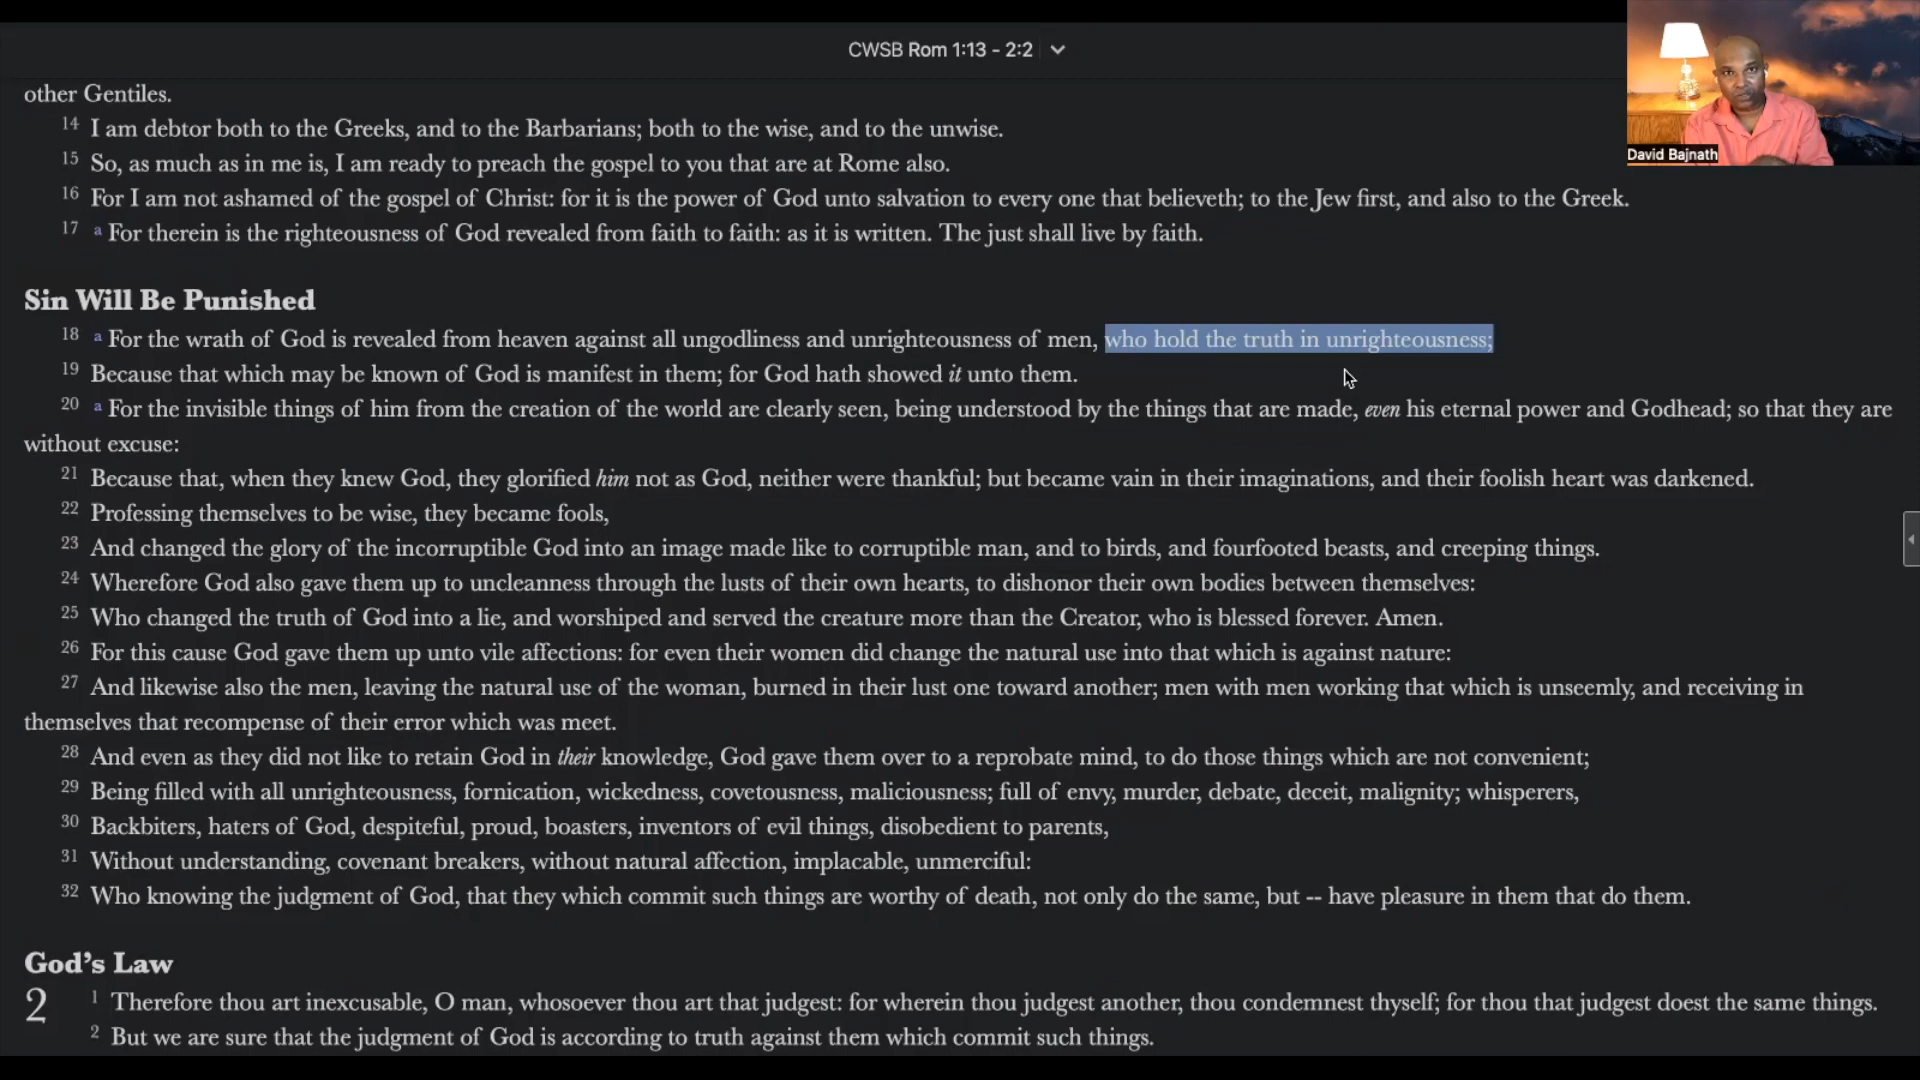 CWSB Rom 1:13 - 2:2
David Bajnath
other Gentiles.
14 I am debtor both to the Greeks, and to the Barbarians; both to the wise, and to the unwise.
15 So, as much as in me is, I am ready to preach the gospel to you that are at Rome also.
16 For I am not ashamed of the gospel of Christ: for it is the power of God unto salvation to every one that believeth; to the Jew first, and also to the Greek.
17 a For therein is the righteousness of God revealed from faith to faith: as it is written. The just shall live by faith.
Sin Will Be Punished
18 a For the wrath of God is revealed from heaven against all ungodliness and unrighteousness of men, who hold the truth in unrighteousness;
19 Because that which may be known of God is manifest in them; for God hath showed it unto them.
20 a For the invisible things of him from the creation of the world are clearly seen, being understood by the things that are made, even his eternal power and Godhead; so that they are
without excuse:
21 Because that, when they knew God, they glorified him not as God, neither were thankful; but became vain in their imaginations, and their foolish heart was darkened.
22 Professing themselves to be wise, they became fools,
23 And changed the glory of the incorruptible God into an image made like to corruptible man, and to birds, and fourfooted beasts, and creeping things.
24 Wherefore God also gave them up to uncleanness through the lusts of their own hearts, to dishonor their own bodies between themselves:
25 Who changed the truth of God into a lie, and worshiped and served the creature more than the Creator, who is blessed forever. Amen.
26 For this cause God gave them up unto vile affections: for even their women did change the natural use into that which is against nature:
27 And likewise also the men, leaving the natural use of the woman, burned in their lust one toward another; men with men working that which is unseemly, and receiving in
themselves that recompense of their error which was meet.
28 And even as they did not like to retain God in their knowledge, God gave them over to a reprobate mind, to do those things which are not convenient;
29 Being filled with all unrighteousness, fornication, wickedness, covetousness, maliciousness; full of envy, murder, debate, deceit, malignity; whisperers,
30 Backbiters, haters of God, despiteful, proud, boasters, inventors of evil things, disobedient to parents,
31 Without understanding, covenant breakers, without natural affection, implacable, unmerciful:
32 Who knowing the judgment of God, that they which commit such things are worthy of death, not only do the same, but -- have pleasure in them that do them.
God's Law
2 1 Therefore thou art inexcusable, O man, whosoever thou art that judgest: for wherein thou judgest another, thou condemnest thyself; for thou that judgest doest the same things.
2 But we are sure that the judgment of God is according to truth against them which commit such things.